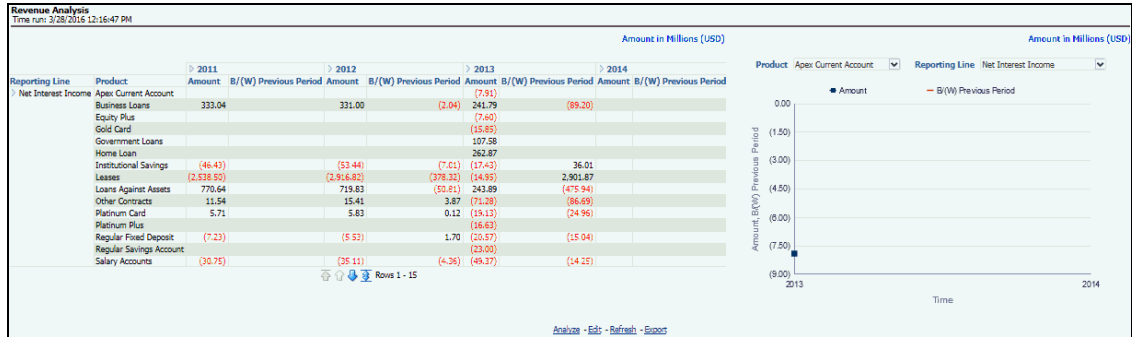 Revenue Analysis
Time run: 3/28/2016 12:16:47 PM
Amount in Millions (USD)
2011 2012 2013 2014
Reporting Line Product Amount B/(W) Previous Period Amount B/(W) Previous Period Amount B/(W) Previous Period Amount B/(W) Previous Period
Net Interest Income Apex Current Account (7.91)
Business Loans 333.04 331.00 (2.04) 241.79 (89.20)
Equity Plus (7.60)
Gold Card (15.85)
Government Loans 107.58
Home Loan 262.87
Institutional Savings (46.43) (53.44) (7.01) (17.43) 36.01
Leases (2,538.50) (2,916.82) (378.32) (14.95) 2,901.87
Loans Against Assets 770.64 719.83 (50.81) 243.89 (475.94)
Other Contracts 11.54 15.41 3.87 (71.28) (86.69)
Platinum Card 5.71 5.83 0.12 (19.13) (24.96)
Platinum Plus (16.63)
Regular Fixed Deposit (7.23) (5.53) 1.70 (20.57) (15.04)
Regular Savings Account (23.00)
Salary Accounts (30.75) (35.11) (4.36) (49.37) (14.25)
Rows 1 - 15
Amount in Millions (USD)
Product Apex Current Account Reporting Line Net Interest Income
Amount B/(W) Previous Period
0.00
(1.50)
(3.00)
(4.50)
(6.00)
(7.50)
(9.00)
Amount, B/(W) Previous Period
2013 2014
Time
Analyze - Edit - Refresh - Export